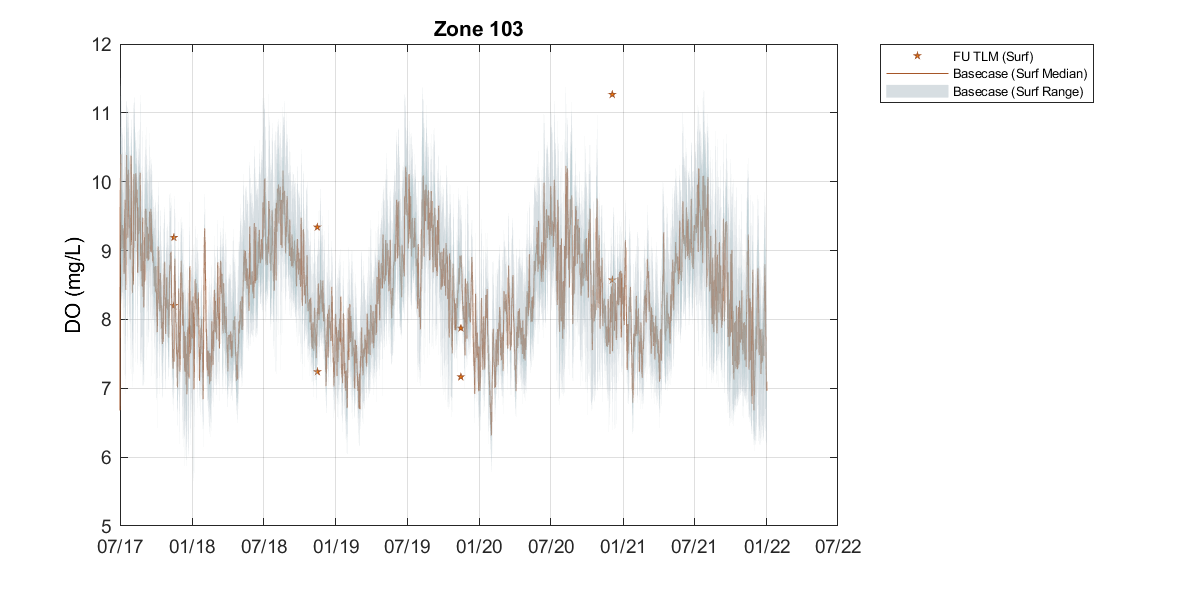 Zone 103
12
11
10
9
8
7
6
5
DO (mg/L)
07/17 01/18 07/18 01/19 07/19 01/20 07/20 01/21 07/21 01/22 07/22
FU TLM (Surf)
Basecase (Surf Median)
Basecase (Surf Range)